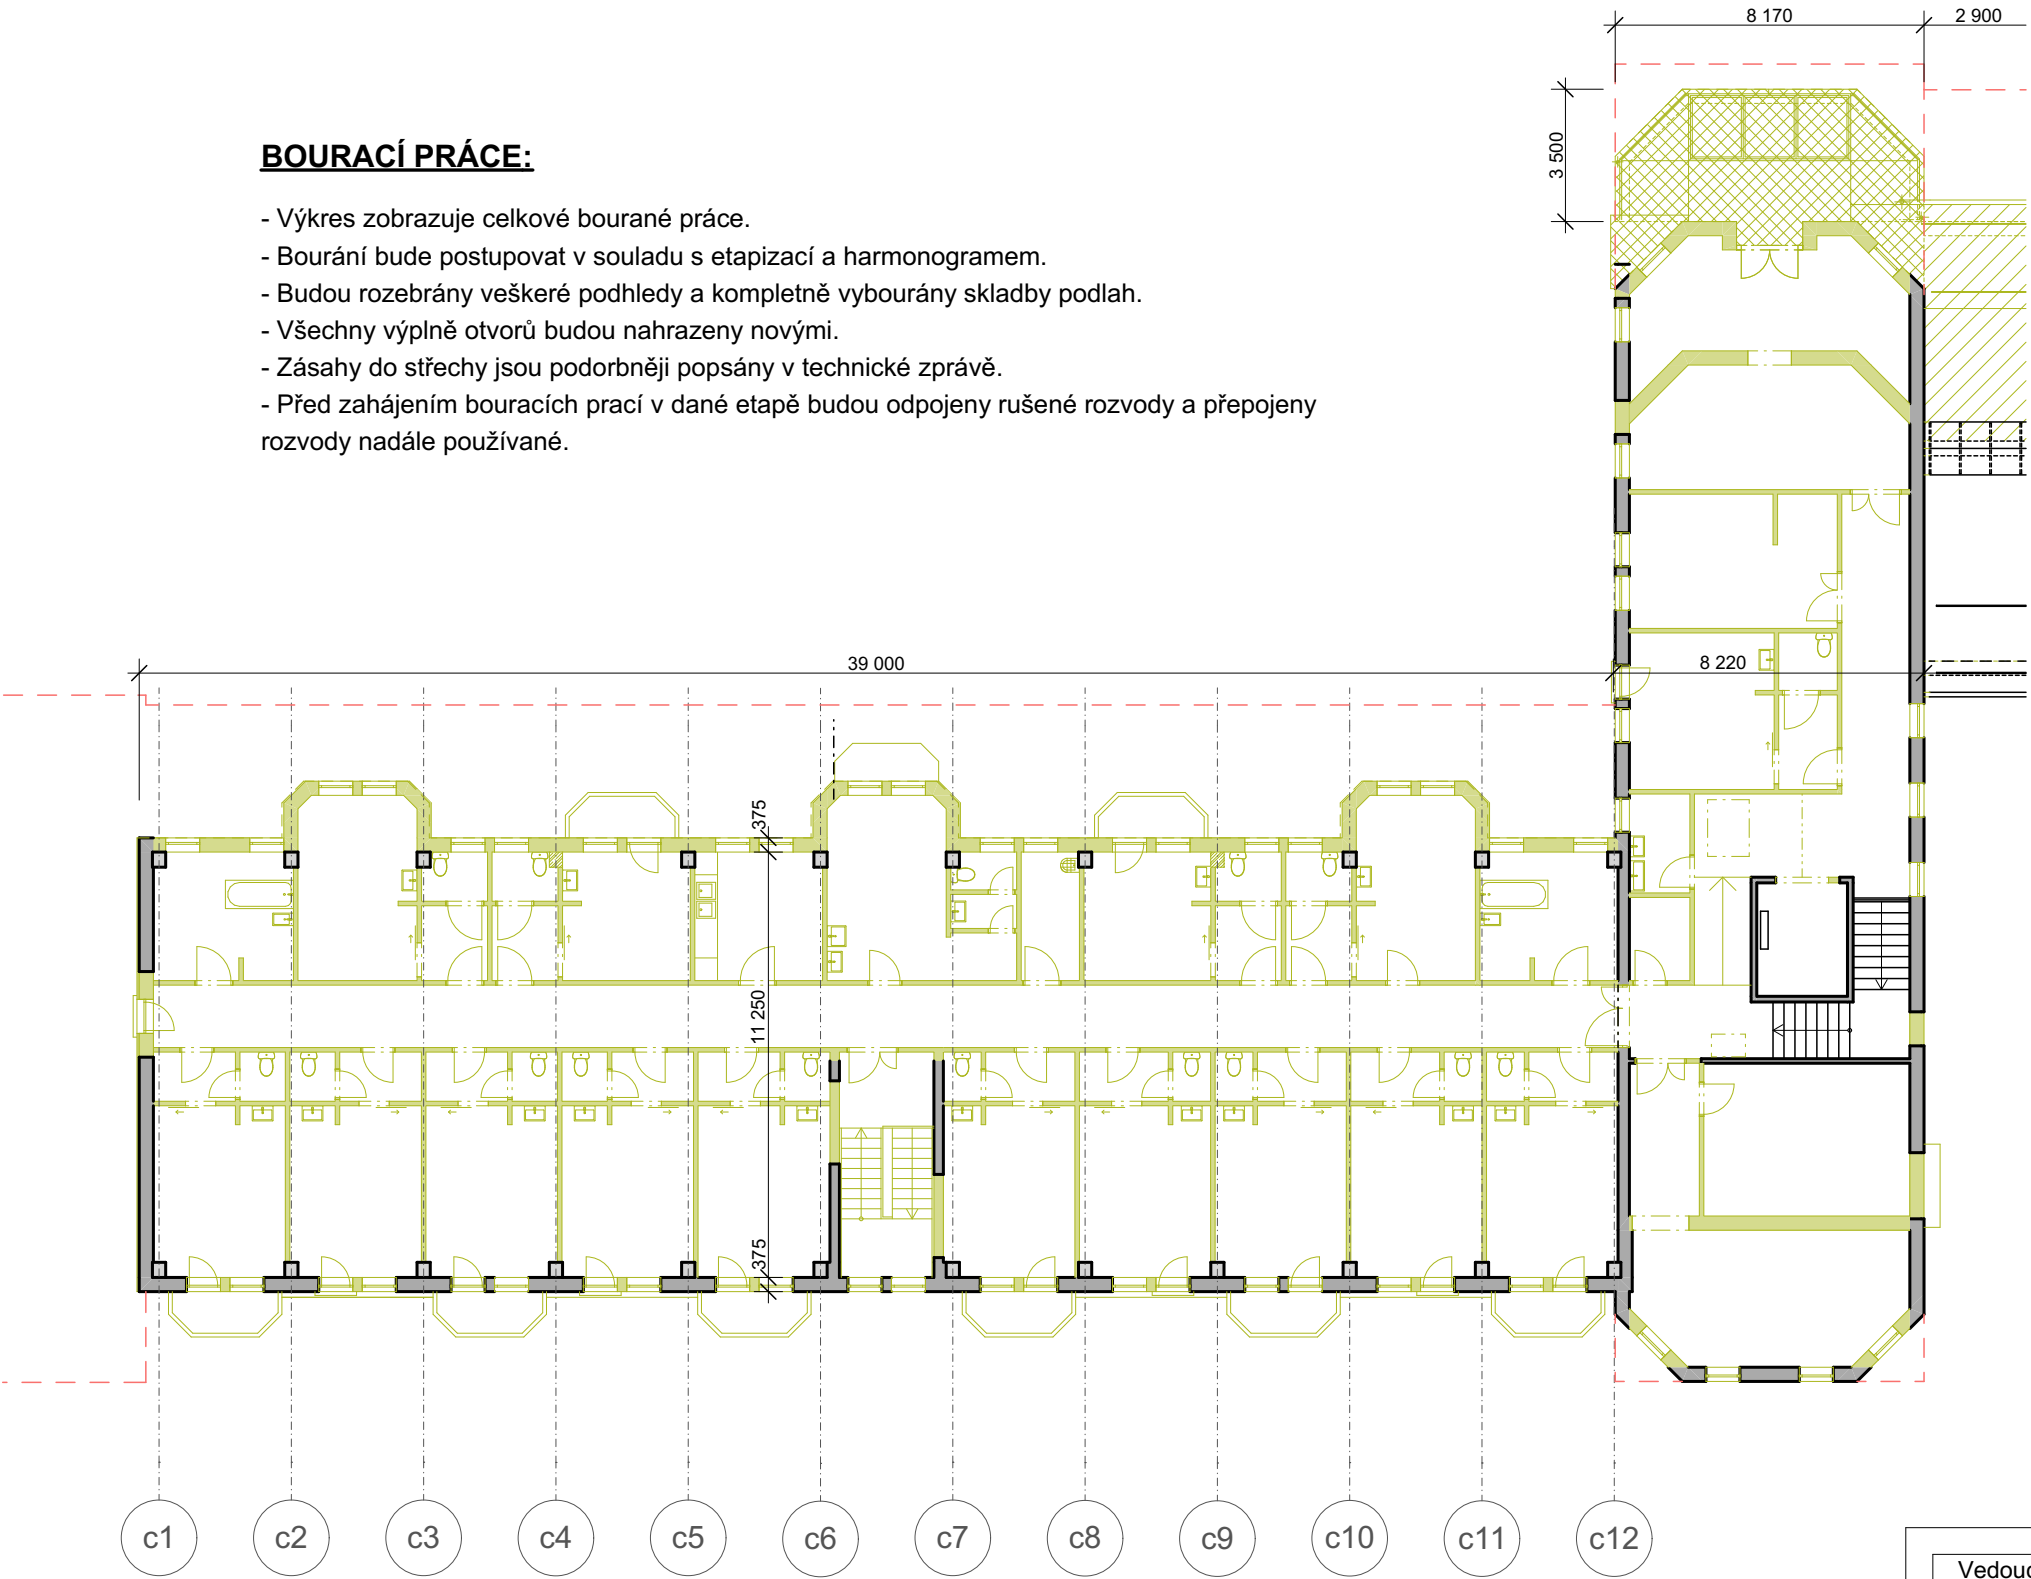 8 170
2 900
3 500
BOURACÍ PRÁCE:
- Výkres zobrazuje celkové bourané práce.
- Bourání bude postupovat v souladu s etapizací a harmonogramem.
- Budou rozebrány veškeré podhledy a kompletně vybourány skladby podlah.
- Všechny výplně otvorů budou nahrazeny novými.
- Zásahy do střechy jsou podorbněji popsány v technické zprávě.
- Před zahájením bouracích prací v dané etapě budou odpojeny rušené rozvody a přepojeny
rozvody nadále používané.
39 000
8 220
375
11 250
375
c1
c2
c3
c4
c5
c6
c7
c8
c9
c10
c11
c12